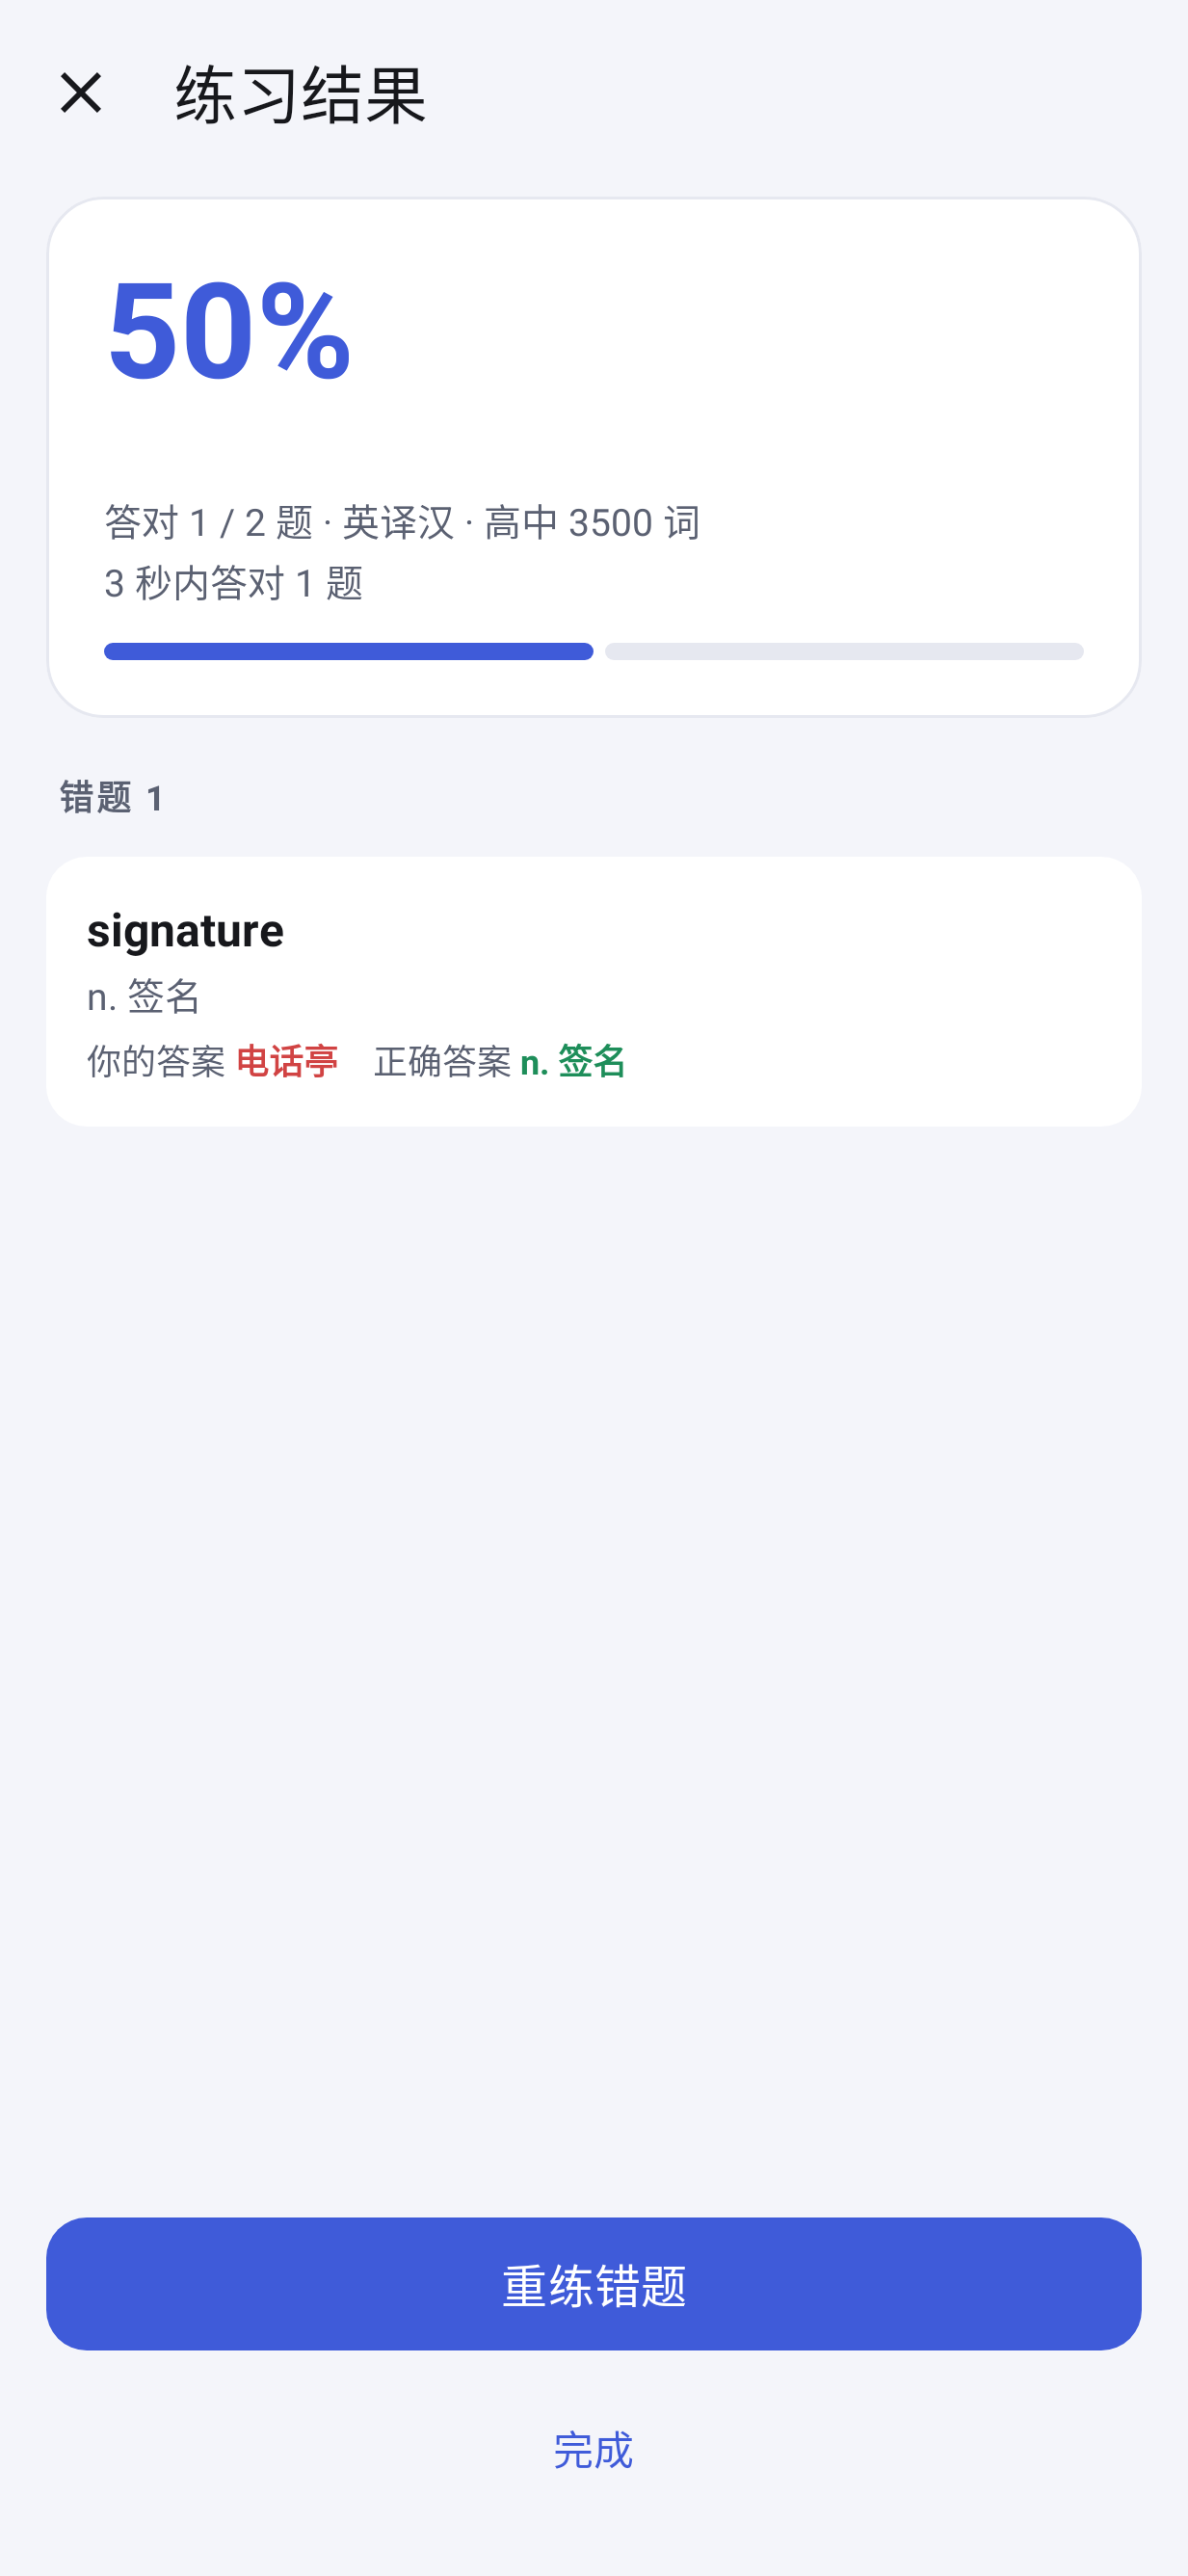 练习结果
50%
答对 1 / 2 题 · 英译汉 · 高中 3500 词
3 秒内答对 1 题
错题 1
signature
n. 签名
你的答案 电话亭 正确答案 n. 签名
重练错题
完成